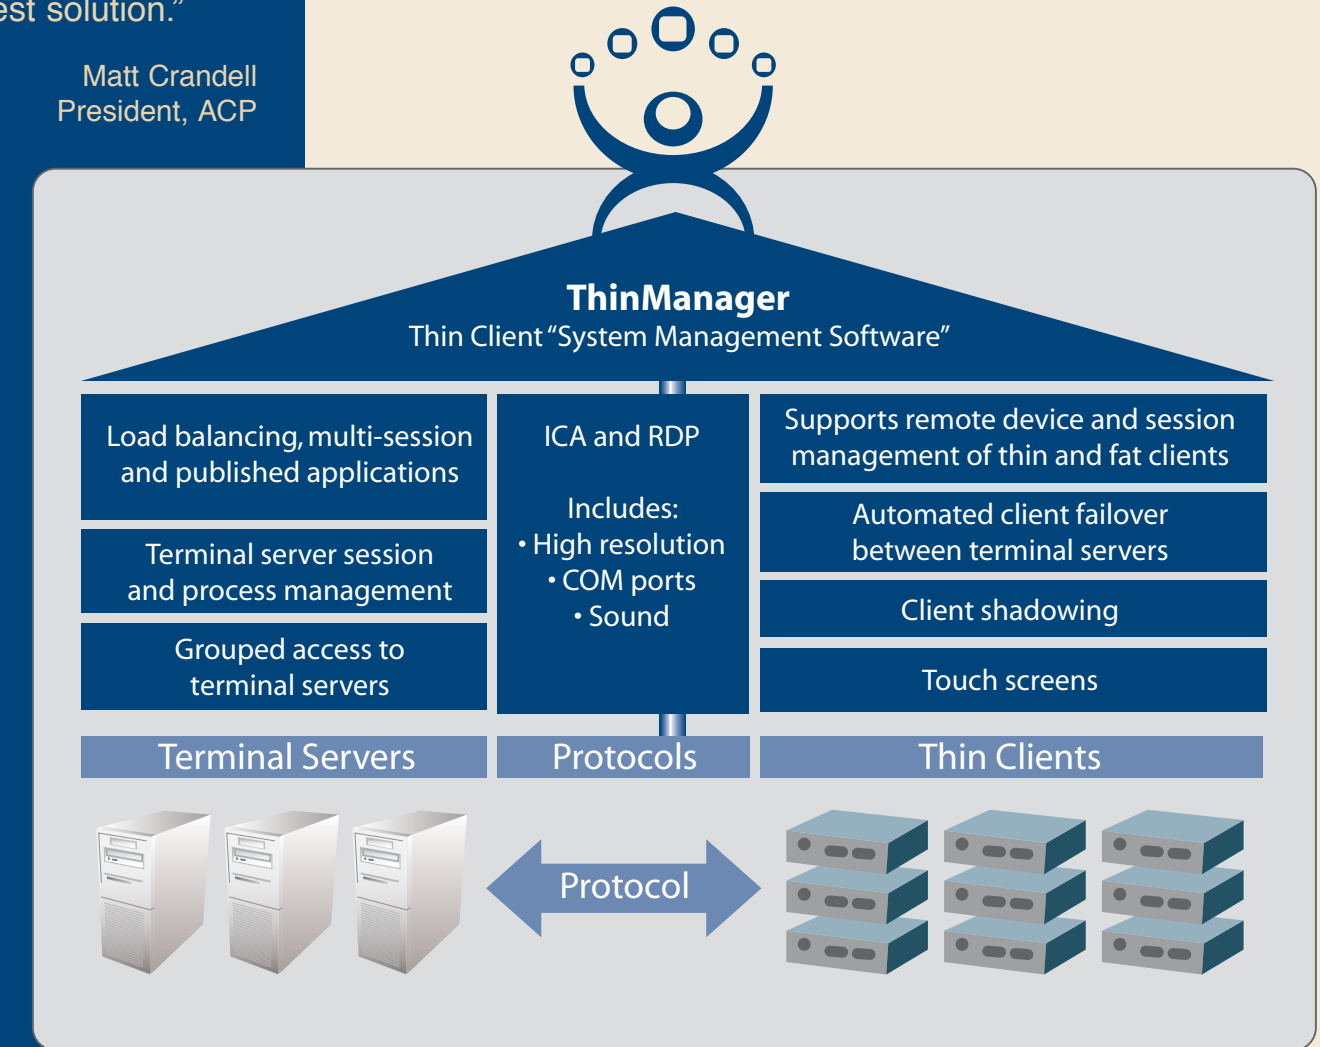 est solution.”
Matt Crandell
President, ACP
ThinManager
Thin Client “System Management Software”
Load balancing, multi-session
and published applications
Terminal server session
and process management
Grouped access to
terminal servers
Terminal Servers
ICA and RDP
Includes:
• High resolution
• COM ports
• Sound
Protocols
Supports remote device and session
management of thin and fat clients
Automated client failover
between terminal servers
Client shadowing
Touch screens
Thin Clients
Protocol